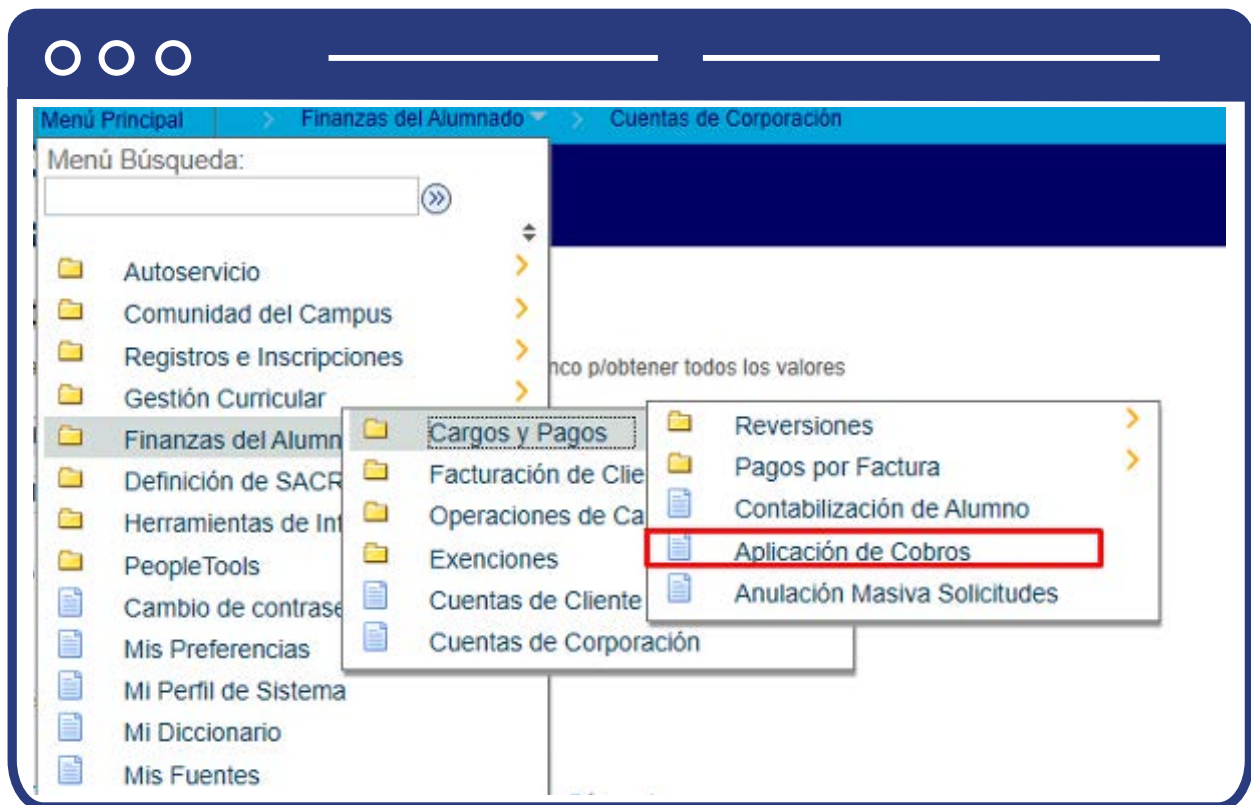 Menú Principal > Finanzas del Alumnado > Cuentas de Corporación
Menú Búsqueda:
Autoservicio
Comunidad del Campus
Registros e Inscripciones
p/obtener todos los valores
Gestión Curricular
Finanzas del Alumn
Definición de SACR
Herramientas de Int
PeopleTools
Cambio de contrase
Mis Preferencias
Mi Perfil de Sistema
Mi Diccionario
Mis Fuentes
Cargos y Pagos
Facturación de Clie
Operaciones de Ca
Exenciones
Cuentas de Cliente
Cuentas de Corporación
Reversiones
Pagos por Factura
Contabilización de Alumno
Aplicación de Cobros
Anulación Masiva Solicitudes